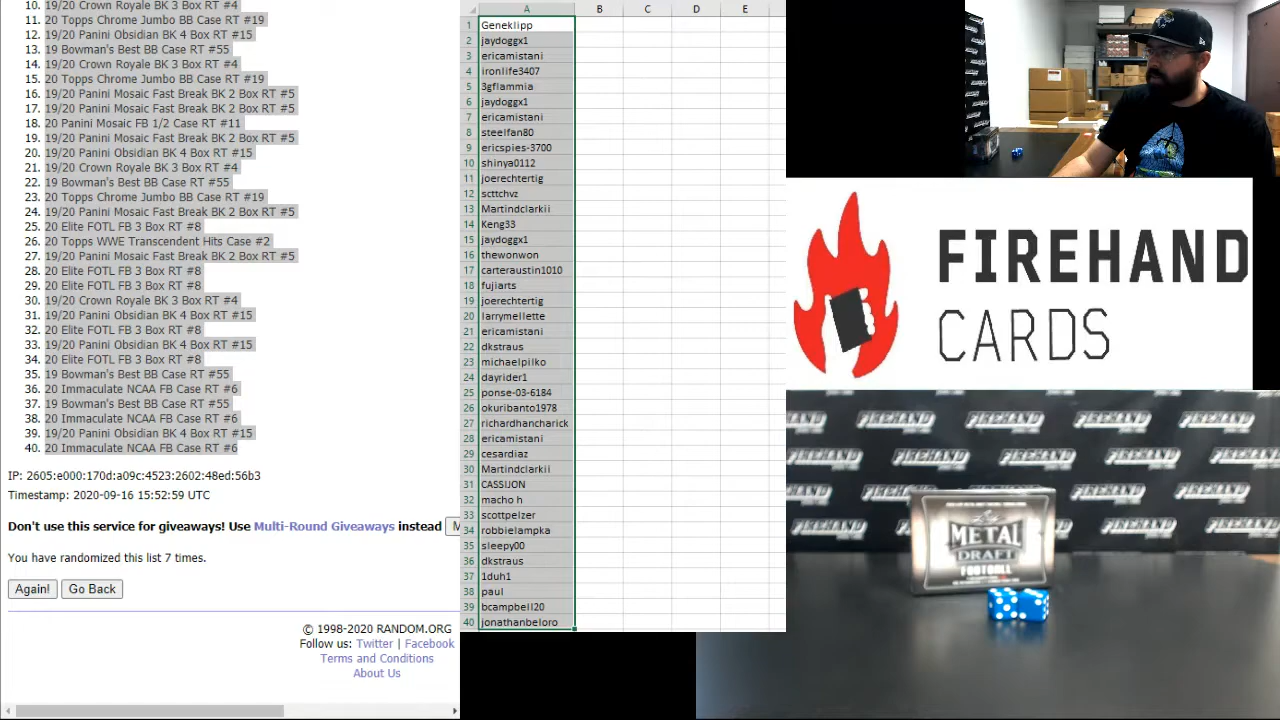 10. 19/20 Crown Royale BK 3 Box RT #4
11. 20 Topps Chrome Jumbo BB Case RT #19
12. 19/20 Panini Obsidian BK 4 Box RT #15
13. 19 Bowman's Best BB Case RT #55
14. 19/20 Crown Royale BK 3 Box RT #4
15. 20 Topps Chrome Jumbo BB Case RT #19
16. 19/20 Panini Mosaic Fast Break BK 2 Box RT #5
17. 19/20 Panini Mosaic Fast Break BK 2 Box RT #5
18. 20 Panini Mosaic FB 1/2 Case RT #11
19. 19/20 Panini Mosaic Fast Break BK 2 Box RT #5
20. 19/20 Panini Obsidian BK 4 Box RT #15
21. 19/20 Crown Royale BK 3 Box RT #4
22. 19 Bowman's Best BB Case RT #55
23. 20 Topps Chrome Jumbo BB Case RT #19
24. 19/20 Panini Mosaic Fast Break BK 2 Box RT #5
25. 20 Elite FOTL FB 3 Box RT #8
26. 20 Topps WWE Transcendent Hits Case #2
27. 19/20 Panini Mosaic Fast Break BK 2 Box RT #5
28. 20 Elite FOTL FB 3 Box RT #8
29. 20 Elite FOTL FB 3 Box RT #8
30. 19/20 Crown Royale BK 3 Box RT #4
31. 19/20 Panini Obsidian BK 4 Box RT #15
32. 20 Elite FOTL FB 3 Box RT #8
33. 19/20 Panini Obsidian BK 4 Box RT #15
34. 20 Elite FOTL FB 3 Box RT #8
35. 19 Bowman's Best BB Case RT #55
36. 20 Immaculate NCAA FB Case RT #6
37. 19 Bowman's Best BB Case RT #55
38. 20 Immaculate NCAA FB Case RT #6
39. 19/20 Panini Obsidian BK 4 Box RT #15
40. 20 Immaculate NCAA FB Case RT #6
IP: 2605:e000:170d:a09c:4523:2602:48ed:56b3
Timestamp: 2020-09-16 15:52:59 UTC
Don't use this service for giveaways! Use Multi-Round Giveaways instead M
You have randomized this list 7 times.
Again! Go Back
© 1998-2020 RANDOM.ORG
Follow us: Twitter | Facebook
Terms and Conditions
About Us
A B C D E
1 Geneklipp
2 jaydoggx1
3 ericamistani
4 ironlife3407
5 3gflammia
6 jaydoggx1
7 ericamistani
8 steelfan80
9 ericspies-3700
10 shinya0112
11 joerechtertig
12 scttchvz
13 Martindclarkii
14 Keng33
15 jaydoggx1
16 thewonwon
17 carteraustin1010
18 fujiarts
19 joerechtertig
20 larrymellette
21 ericamistani
22 dkstraus
23 michaelpilko
24 dayrider1
25 ponse-03-6184
26 okuribanto1978
27 richardhancharick
28 ericamistani
29 cesardiaz
30 Martindclarkii
31 CASSIJON
32 macho h
33 scottpelzer
34 robbielampka
35 sleepy00
36 dkstraus
37 1duh1
38 paul
39 bcampbell20
40 jonathanbeloro
FIREHAND
CARDS
FIREHAND
METAL
DRAFT
FOOTBALL